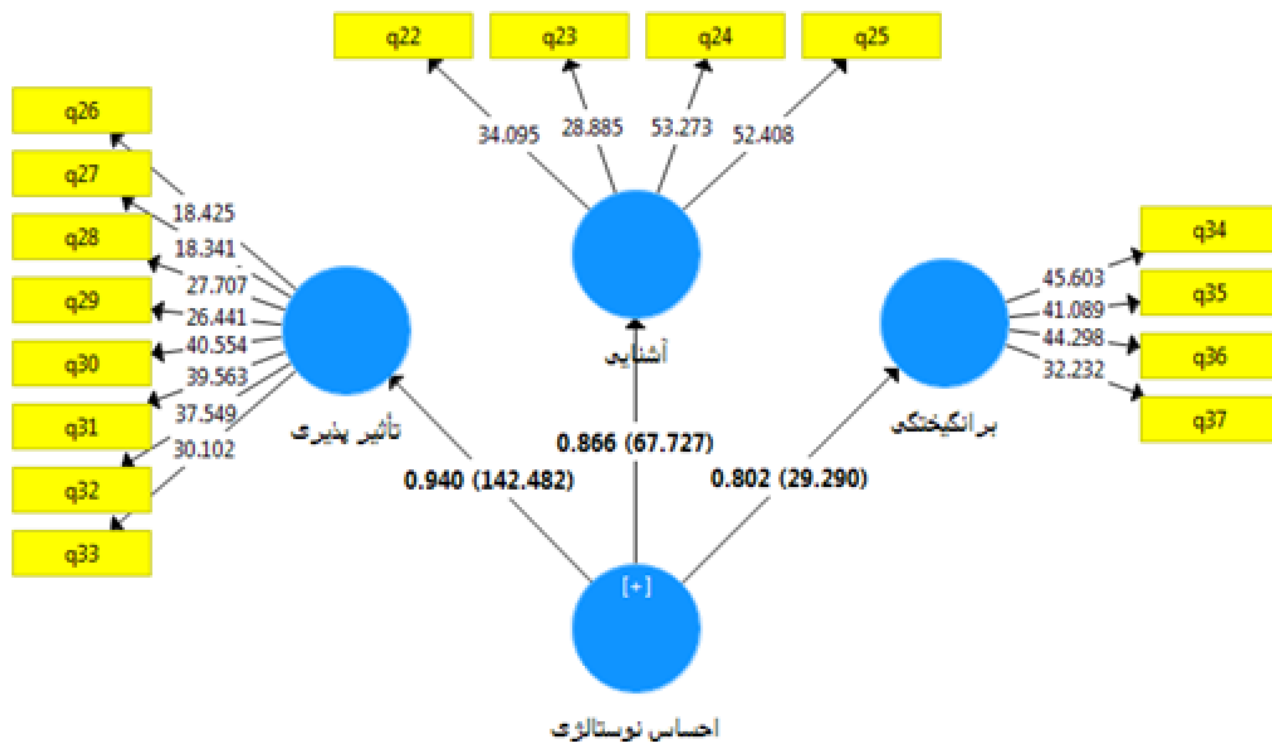 q22 q23 q24 q25
34.095 28.885 53.273 52.408
q26
q27
q28
q29
q30
q31
q32
q33
18.425
18.341
27.707
26.441
40.554
39.563
37.549
30.102
q34
q35
q36
q37
45.603
41.089
44.298
32.232
آشنایی
تأثیر پذیری
برانگیختگی
0.940 (142.482)
0.866 (67.727)
0.802 (29.290)
[+]
احساس نوستالژی